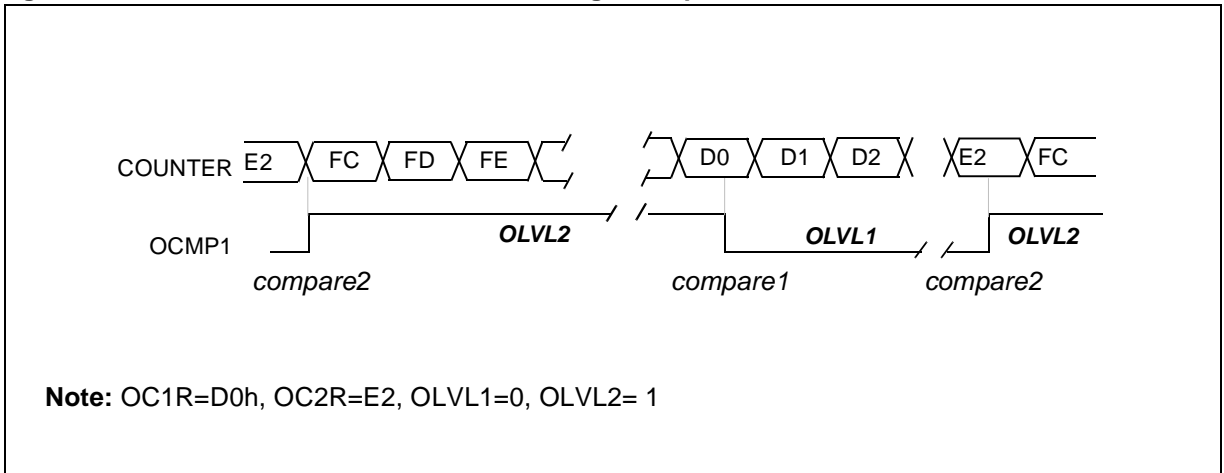 COUNTER E2 FC FD FE D0 D1 D2 E2 FC
OCMP1 OLVL2 OLVL1 OLVL2
compare2 compare1 compare2
Note: OC1R=D0h, OC2R=E2, OLVL1=0, OLVL2= 1